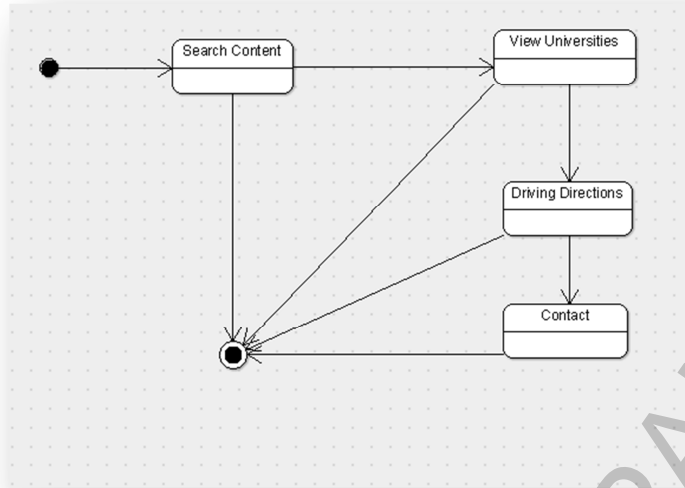 Search Content
View Universities
Driving Directions
Contact